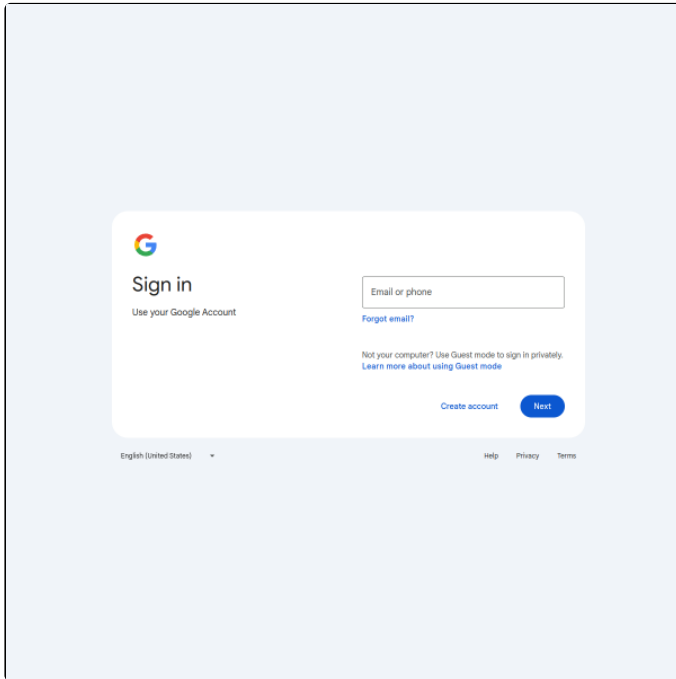 Sign in
Use your Google Account
Email or phone
Forgot email?
Not your computer? Use Guest mode to sign in privately.
Learn more about using Guest mode
Create account
Next
English (United States)
Help
Privacy
Terms